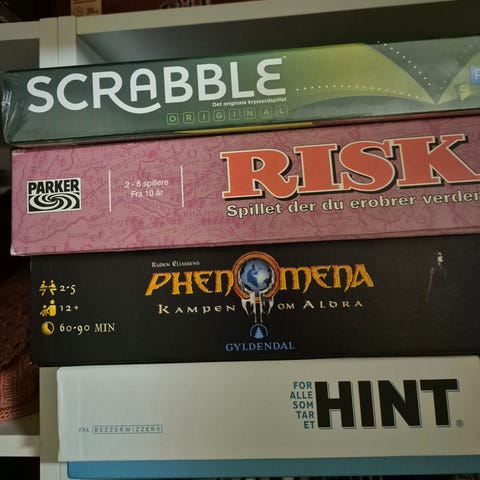 SCRABBLE
Det originale kryssordspillet
ORIGINAL
PARKER
2 - 6 spillere
Fra 10 år
RISK
Spillet der du erobrer verden
RUBEN ELIASSENS
PHENOMENA
KAMPEN OM ALDRA
2-5
12+
60-90 MIN
GYLDENDAL
FRA BEZZERWIZZER®
FOR
ALLE
SOM
TAR
ET
HINT®